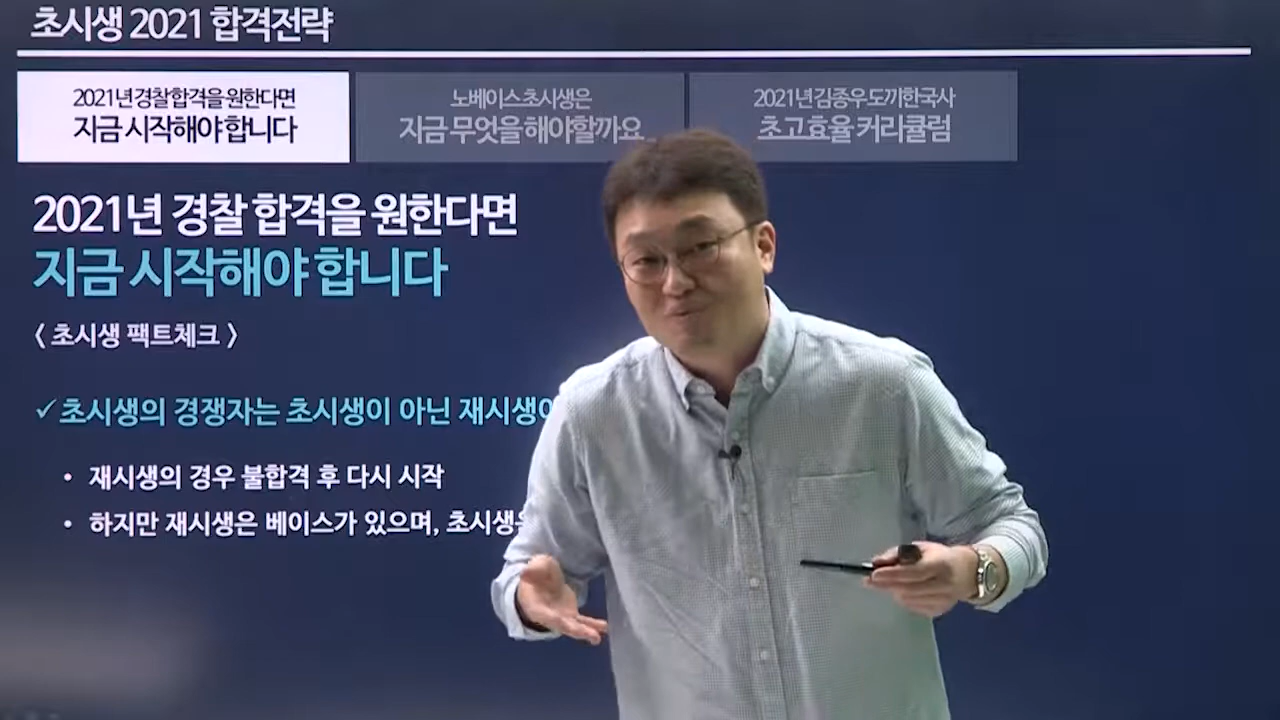 초시생 2021 합격전략
2021년 경찰합격을 원한다면
지금 시작해야 합니다
노베이스 초시생은
지금 무엇을 해야할까요
2021년 김종우 도끼한국사
초고효율 커리큘럼
2021년 경찰 합격을 원한다면
지금 시작해야 합니다
〈 초시생 팩트체크 〉
✓ 초시생의 경쟁자는 초시생이 아닌 재시생이
• 재시생의 경우 불합격 후 다시 시작
• 하지만 재시생은 베이스가 있으며, 초시생은